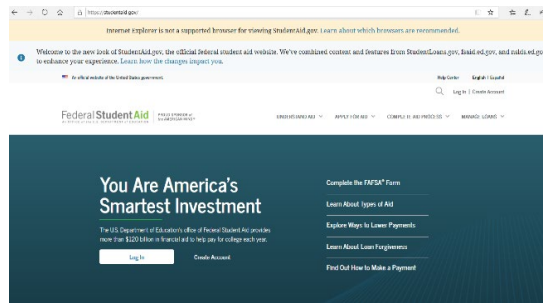 https://studentaid.gov/
Internet Explorer is not a supported browser for viewing StudentAid.gov. Learn about which browsers are recommended.
Welcome to the new look of StudentAid.gov, the official federal student aid website. We've combined content and features from StudentLoans.gov, fsaid.ed.gov, and nslds.ed.go
to enhance your experience. Learn how the changes impact you.
An official website of the United States government.
Help Center English | Español
Log In | Create Account
Federal Student Aid
UNDERSTAND AID APPLY FOR AID COMPLETE AID PROCESS MANAGE LOANS
You Are America's
Smartest Investment
The U.S. Department of Education's office of Federal Student Aid provides
more than $120 billion in financial aid to help pay for college each year.
Log In Create Account
Complete the FAFSA® Form
Learn About Types of Aid
Explore Ways to Lower Payments
Learn About Loan Forgiveness
Find Out How to Make a Payment